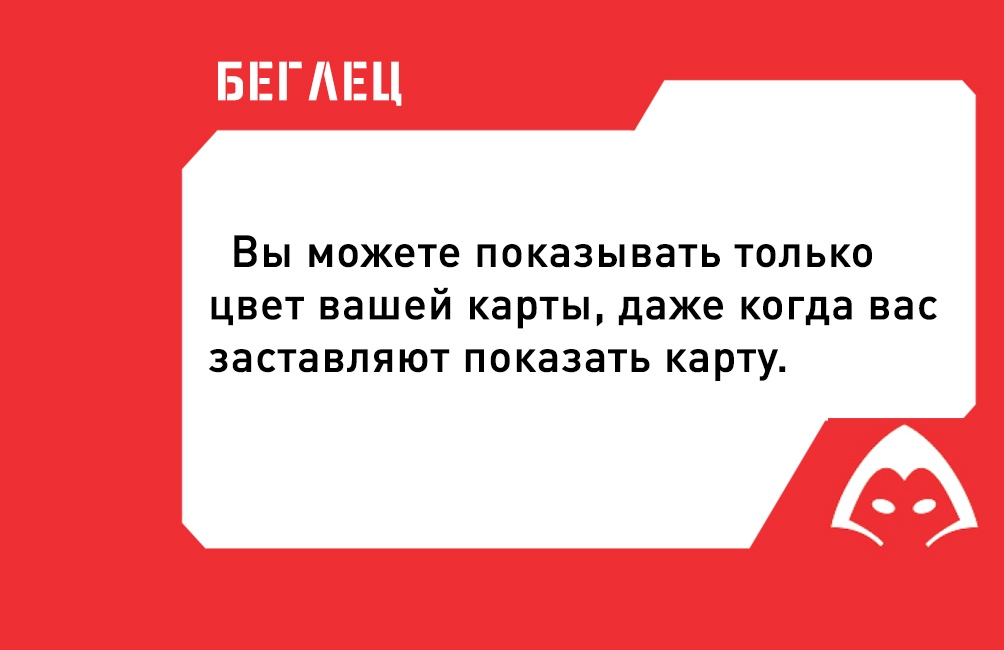 БЕГЛЕЦ
Вы можете показывать только
цвет вашей карты, даже когда вас
заставляют показать карту.